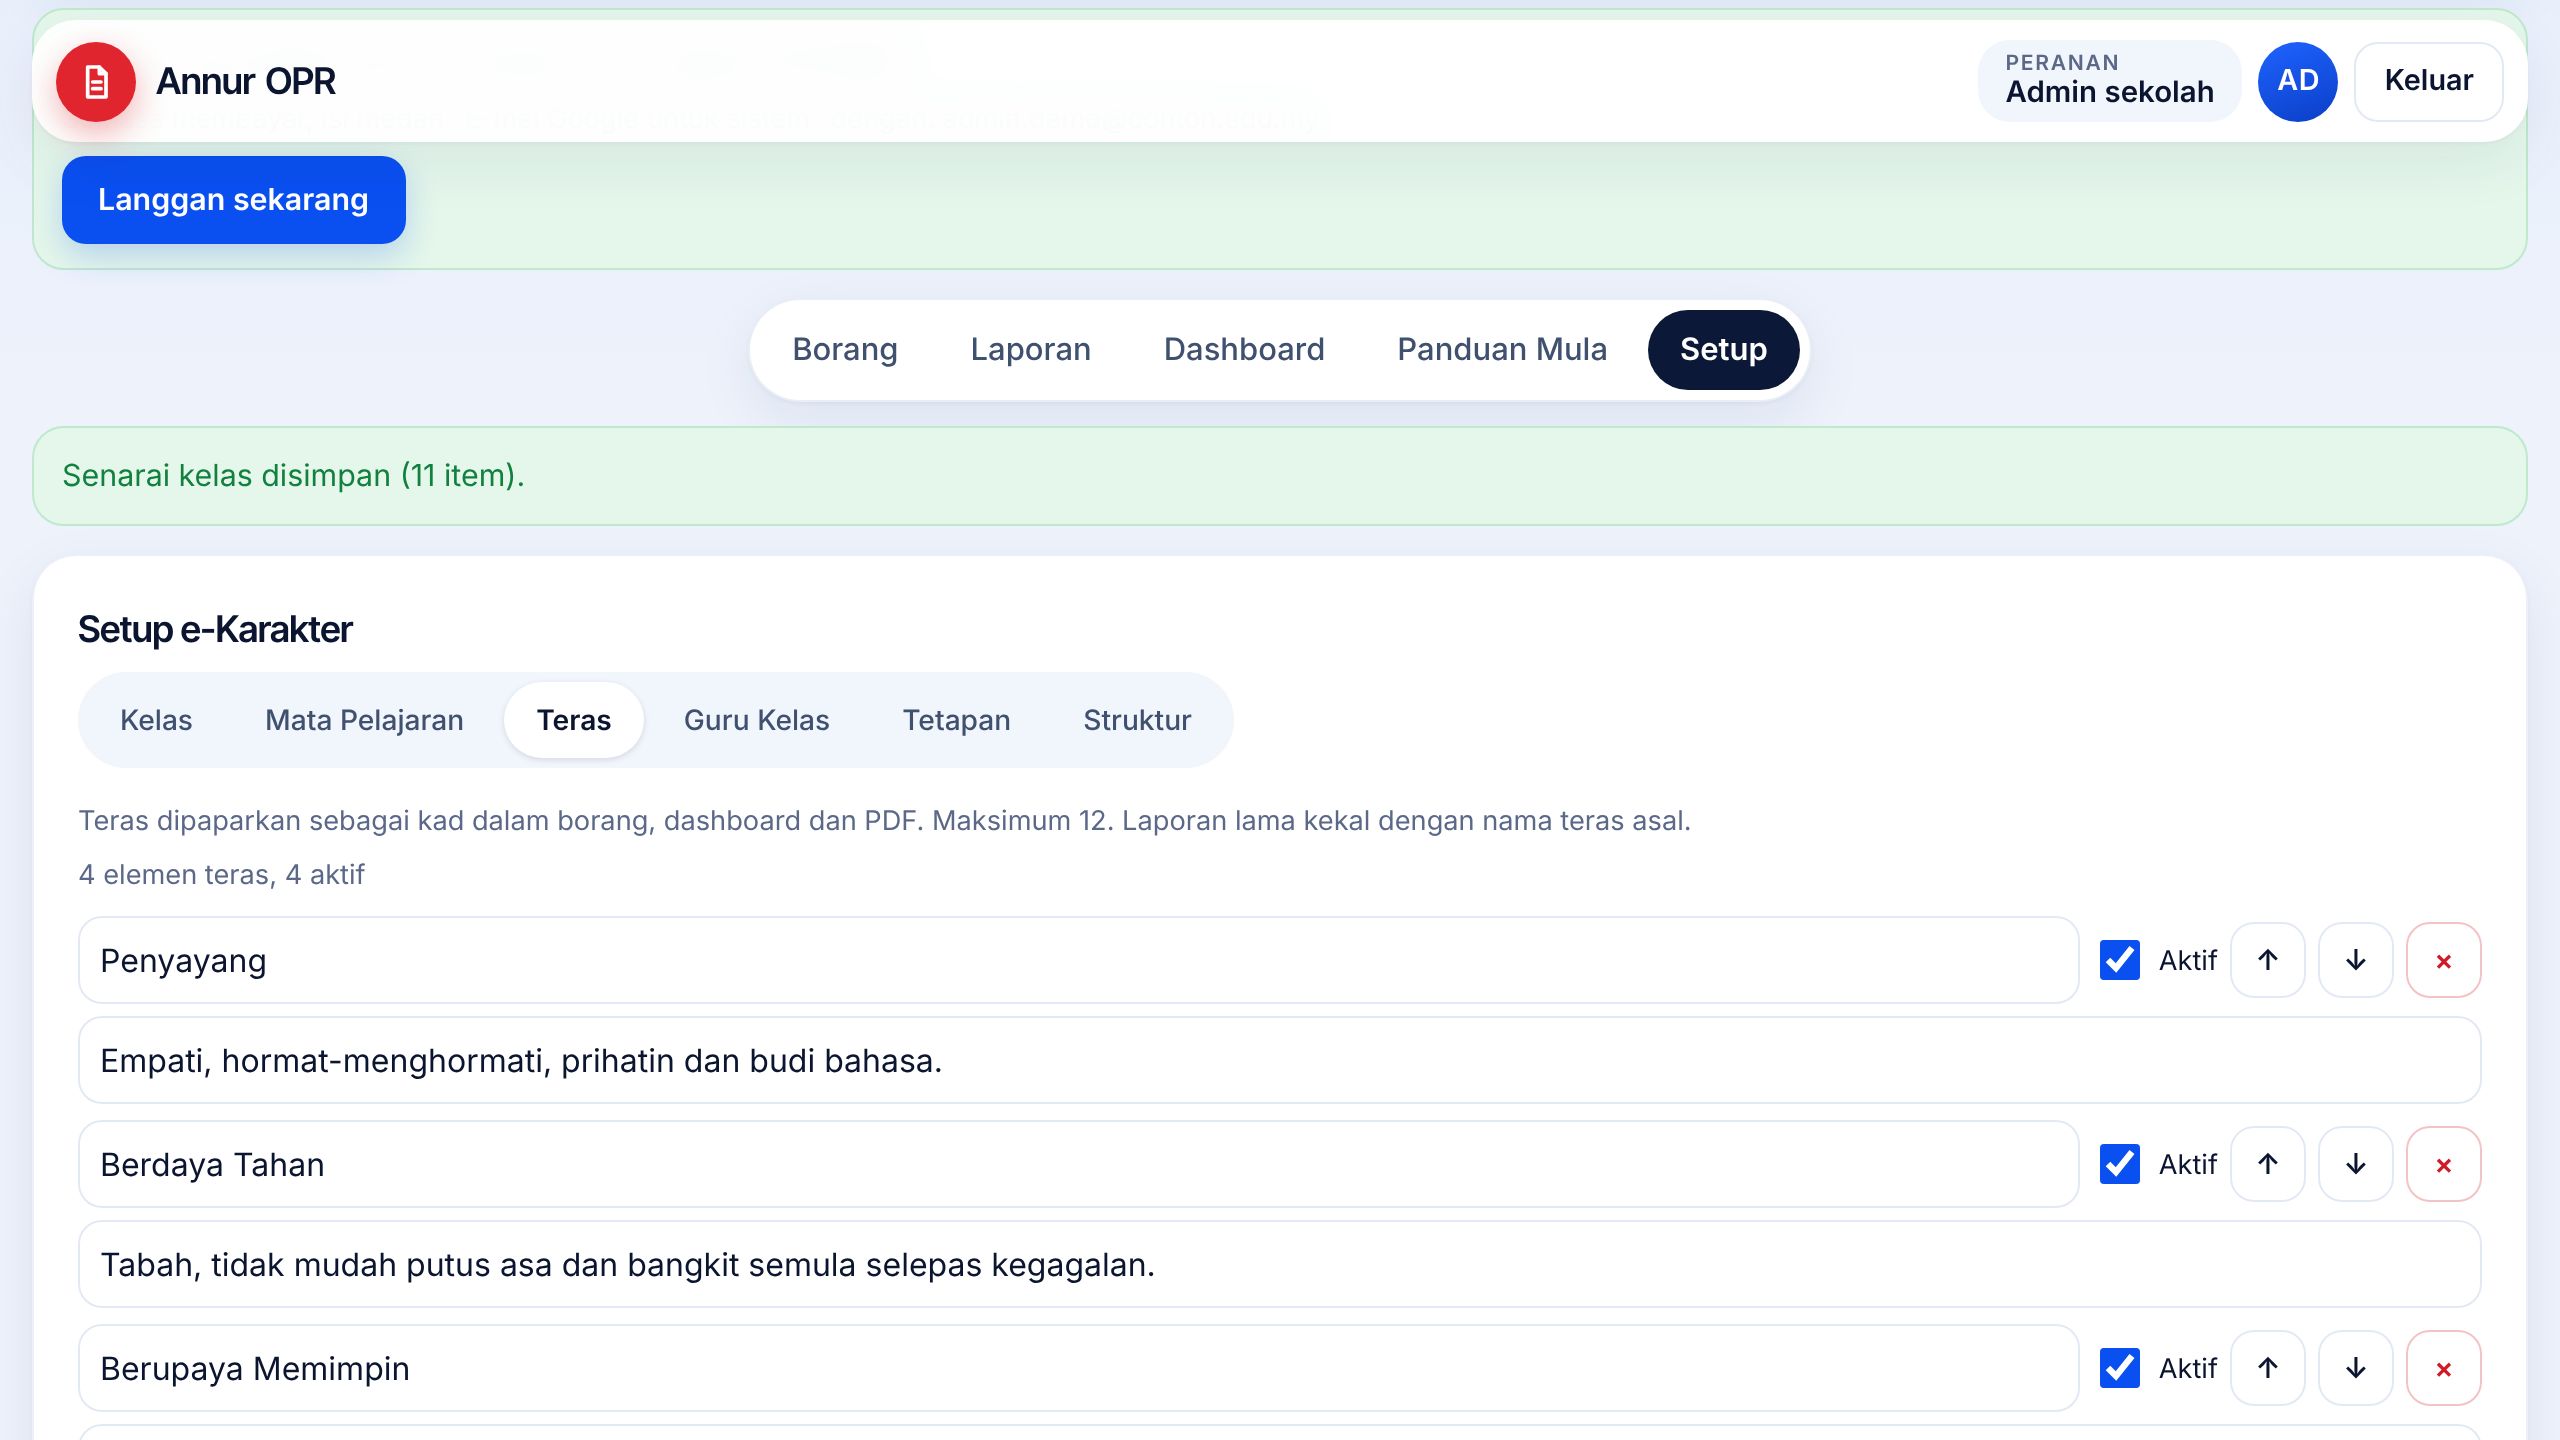 Annur OPR
PERANAN
Admin sekolah
AD
Keluar
Langgan sekarang
Borang
Laporan
Dashboard
Panduan Mula
Setup
Senarai kelas disimpan (11 item).
Setup e-Karakter
Kelas
Mata Pelajaran
Teras
Guru Kelas
Tetapan
Struktur
Teras dipaparkan sebagai kad dalam borang, dashboard dan PDF. Maksimum 12. Laporan lama kekal dengan nama teras asal.
4 elemen teras, 4 aktif
Penyayang
Aktif
Empati, hormat-menghormati, prihatin dan budi bahasa.
Berdaya Tahan
Aktif
Tabah, tidak mudah putus asa dan bangkit semula selepas kegagalan.
Berupaya Memimpin
Aktif